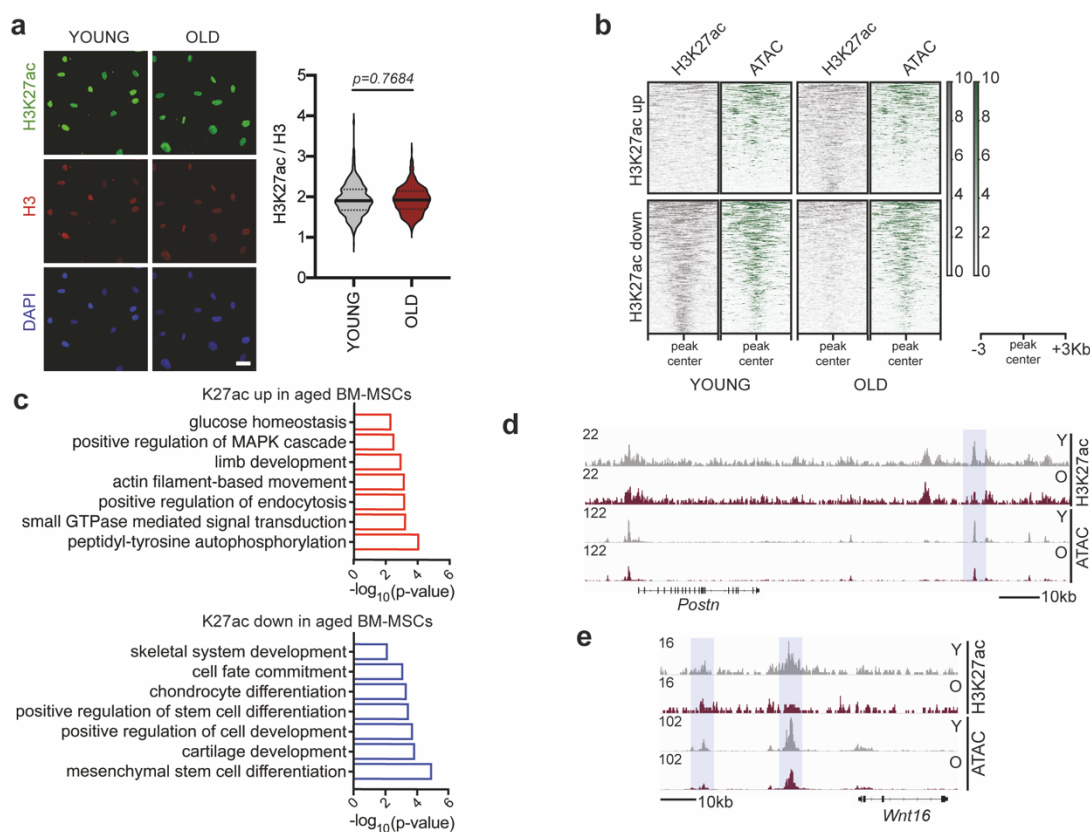 a
YOUNG OLD
H3K27ac
H3
DAPI
p=0.7684
H3K27ac / H3
5
4
3
2
1
0
YOUNG
OLD
b
H3K27ac ATAC H3K27ac ATAC
H3K27ac up
H3K27ac down
10 10
8 8
6 6
4 4
2 2
0 0
peak center peak center peak center peak center
YOUNG OLD
-3 peak center +3Kb
c
K27ac up in aged BM-MSCs
glucose homeostasis
positive regulation of MAPK cascade
limb development
actin filament-based movement
positive regulation of endocytosis
small GTPase mediated signal transduction
peptidyl-tyrosine autophosphorylation
0 2 4 6
-log10(p-value)
K27ac down in aged BM-MSCs
skeletal system development
cell fate commitment
chondrocyte differentiation
positive regulation of stem cell differentiation
positive regulation of cell development
cartilage development
mesenchymal stem cell differentiation
0 2 4 6
-log10(p-value)
d
22 Y
22 O
H3K27ac
122 Y
122 O
ATAC
Postn
10kb
e
16 Y
16 O
H3K27ac
102 Y
102 O
ATAC
10kb
Wnt16